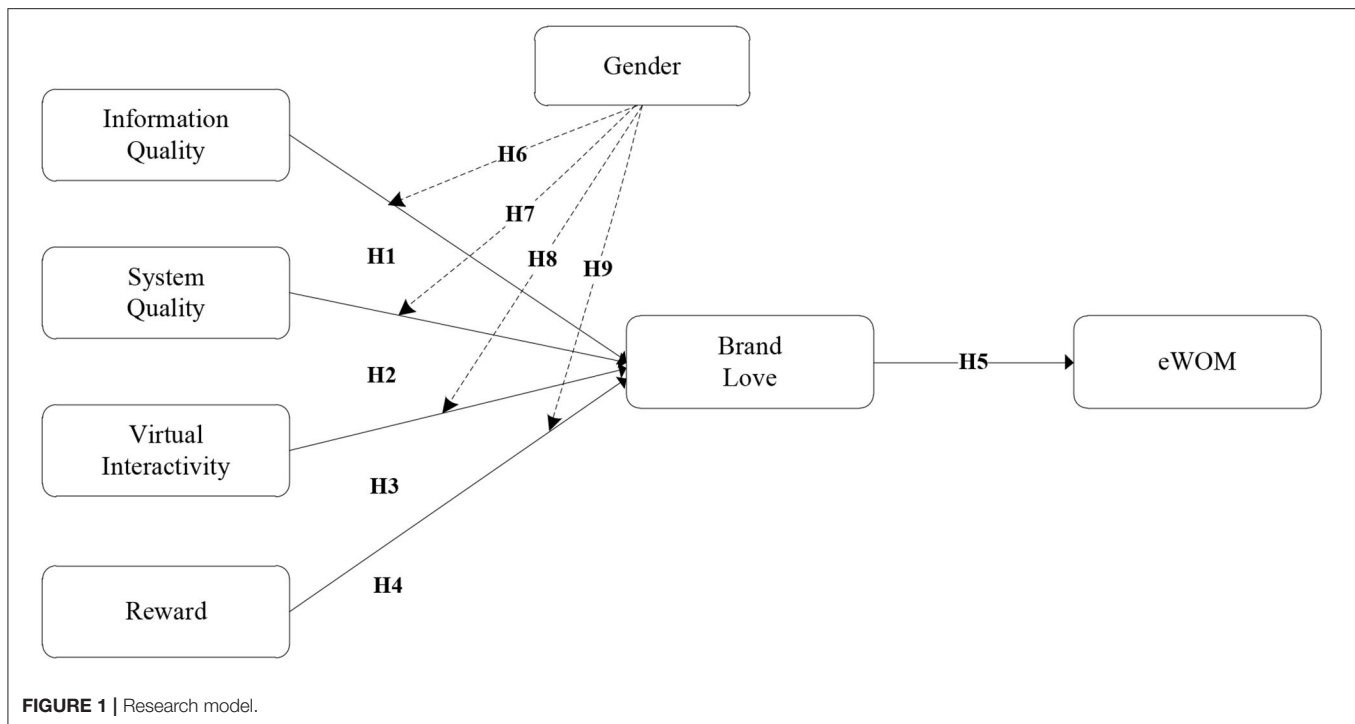 Gender
Information
Quality
H6
H7
H1
H8
H9
System
Quality
Brand
Love
H5
eWOM
H2
Virtual
Interactivity
H3
H4
Reward
FIGURE 1 | Research model.